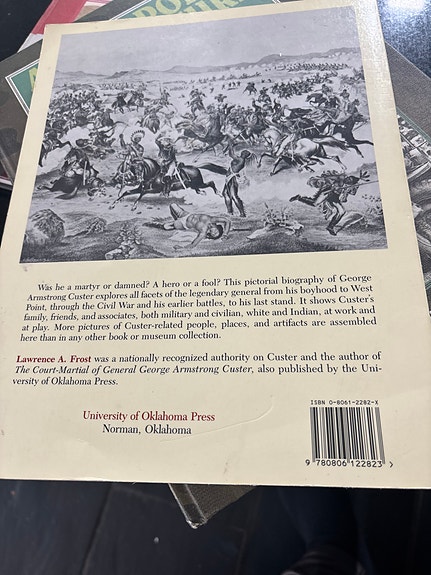 Was he a martyr or damned? A hero or a fool? This pictorial biography of George
Armstrong Custer explores all facets of the legendary general from his boyhood to West
Point, through the Civil War and his earlier battles, to his last stand. It shows Custer's
family, friends, and associates, both military and civilian, white and Indian, at work and
at play. More pictures of Custer-related people, places, and artifacts are assembled
here than in any other book or museum collection.
Lawrence A. Frost was a nationally recognized authority on Custer and the author of
The Court-Martial of General George Armstrong Custer, also published by the Uni-
versity of Oklahoma Press.
University of Oklahoma Press
Norman, Oklahoma
ISBN 0-8061-2282-X
9 780806 122823 >